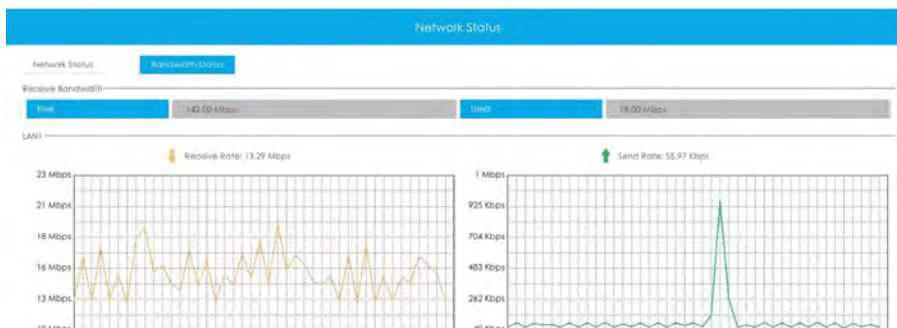 Network Status
Network Status
Bandwidth Status
Receive Bandwidth
Free
142.00 Mbps
Used
18.00 Mbps
LAN1
Receive Rate: 13.29 Mbps
Send Rate: 55.97 Kbps
23 Mbps
21 Mbps
18 Mbps
16 Mbps
13 Mbps
1 Mbps
925 Kbps
704 Kbps
483 Kbps
262 Kbps